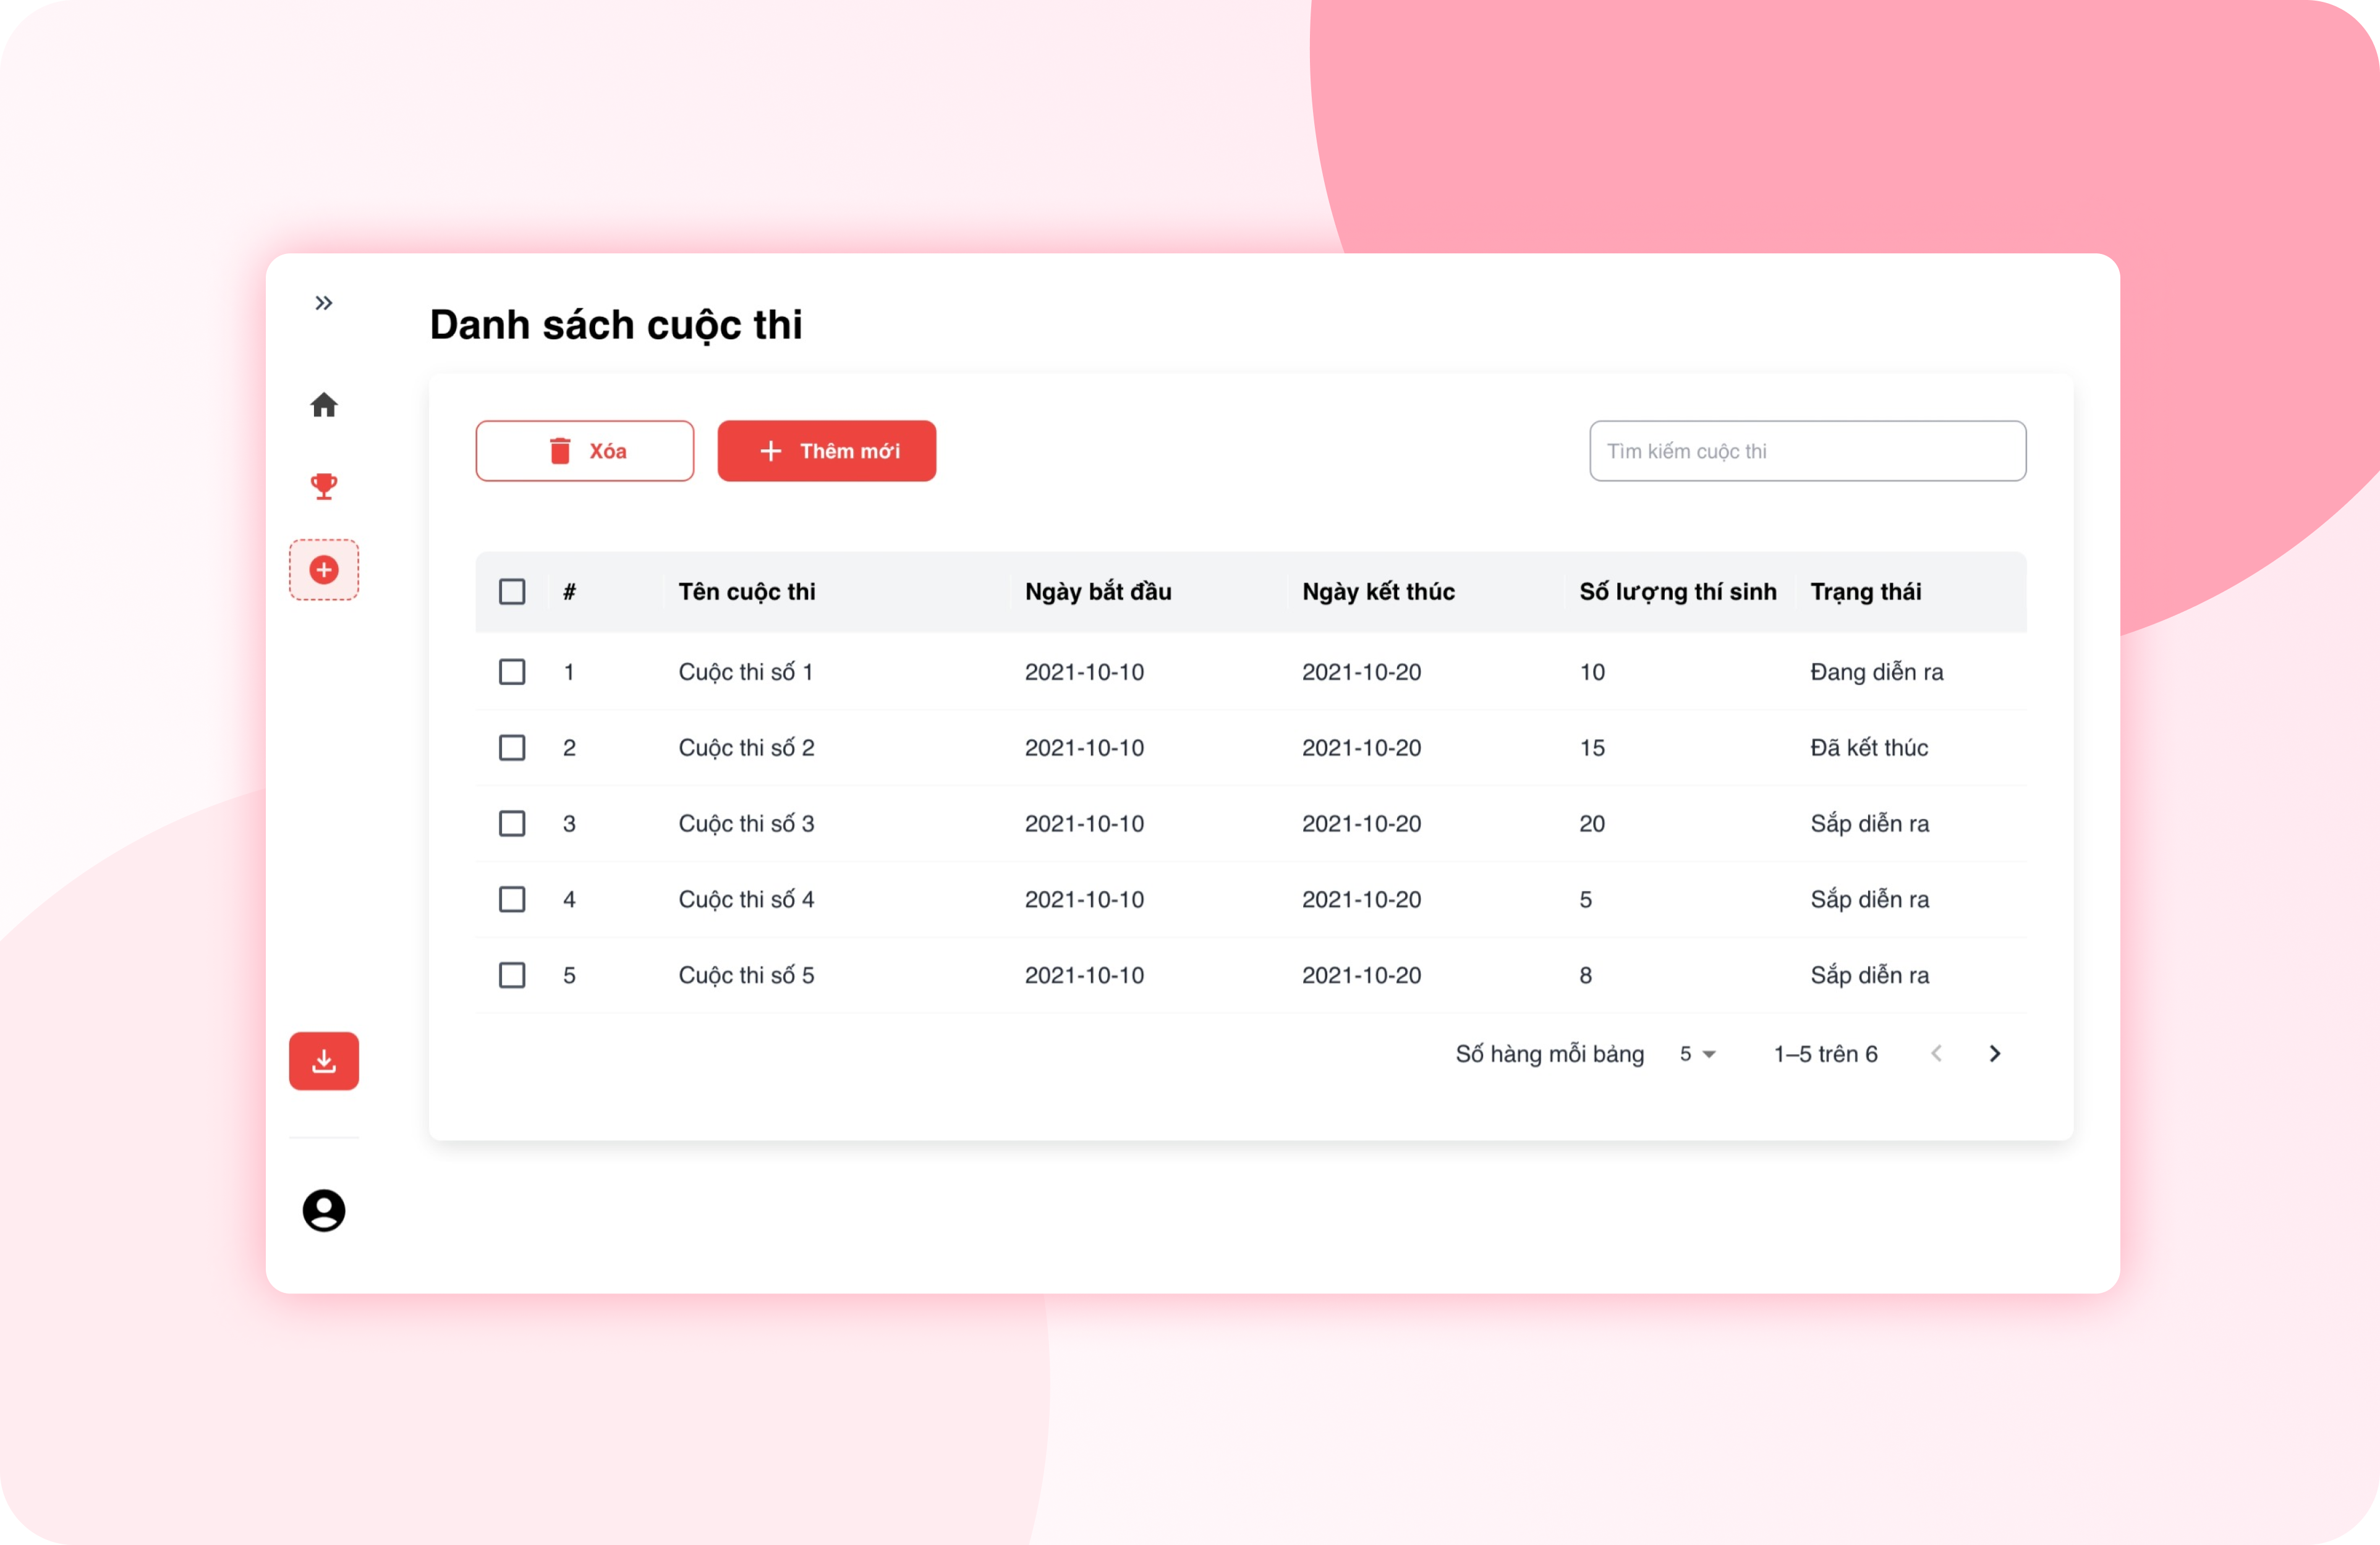 Danh sách cuộc thi
Xóa
Thêm mới
Tìm kiếm cuộc thi
# Tên cuộc thi Ngày bắt đầu Ngày kết thúc Số lượng thí sinh Trạng thái
1 Cuộc thi số 1 2021-10-10 2021-10-20 10 Đang diễn ra
2 Cuộc thi số 2 2021-10-10 2021-10-20 15 Đã kết thúc
3 Cuộc thi số 3 2021-10-10 2021-10-20 20 Sắp diễn ra
4 Cuộc thi số 4 2021-10-10 2021-10-20 5 Sắp diễn ra
5 Cuộc thi số 5 2021-10-10 2021-10-20 8 Sắp diễn ra
Số hàng mỗi bảng 5 1–5 trên 6